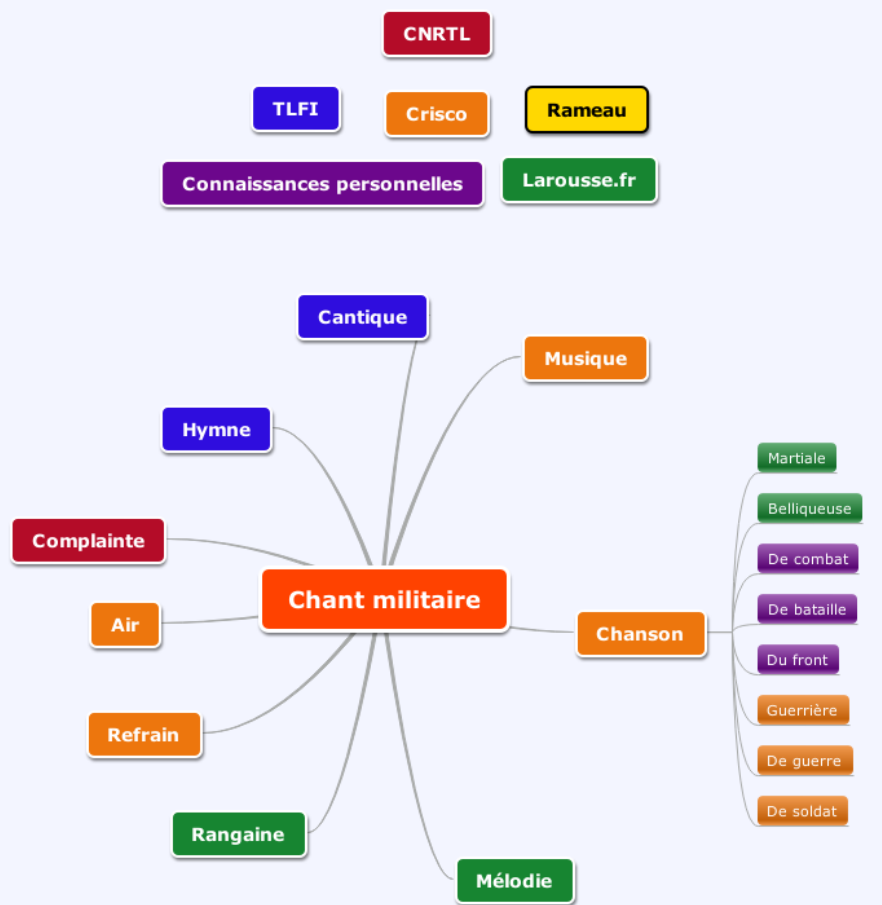 CNRTL
TLFI
Crisco
Rameau
Connaissances personnelles
Larousse.fr
Cantique
Musique
Hymne
Complainte
Air
Refrain
Rangaine
Mélodie
Chant militaire
Chanson
Martiale
Belliqueuse
De combat
De bataille
Du front
Guerrière
De guerre
De soldat